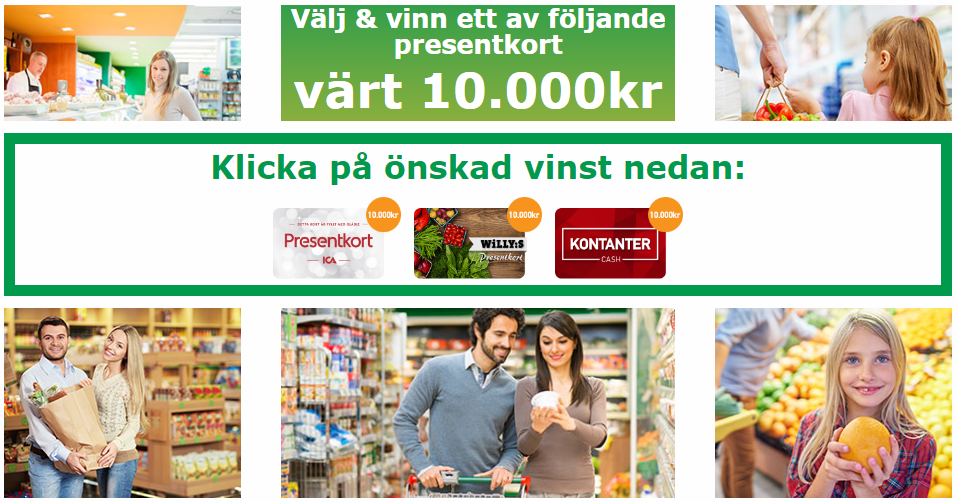 Välj & vinn ett av följande
presentkort
värt 10.000kr
Klicka på önskad vinst nedan:
10.000kr
Presentkort
ICA
10.000kr
WiLLY:S
Presentkort
10.000kr
KONTANTER
CASH